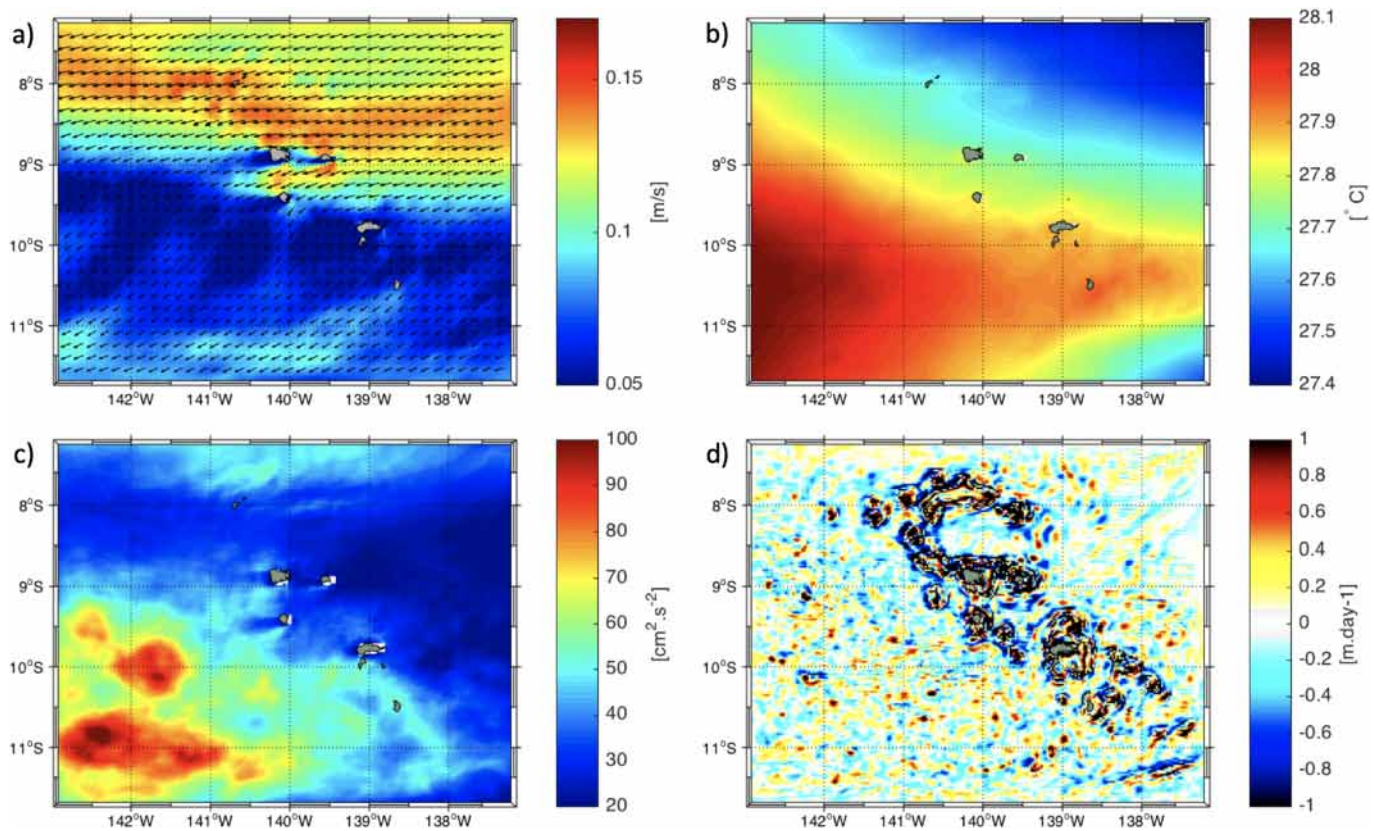 a)
8°S
9°S
10°S
11°S
142°W 141°W 140°W 139°W 138°W
0.15
0.1
0.05
[m/s]
b)
8°S
9°S
10°S
11°S
142°W 141°W 140°W 139°W 138°W
28.1
28
27.9
27.8
27.7
27.6
27.5
27.4
[° C]
c)
8°S
9°S
10°S
11°S
142°W 141°W 140°W 139°W 138°W
100
90
80
70
60
50
40
30
20
[cm².s⁻²]
d)
8°S
9°S
10°S
11°S
142°W 141°W 140°W 139°W 138°W
1
0.8
0.6
0.4
0.2
0
-0.2
-0.4
-0.6
-0.8
-1
[m.day-1]